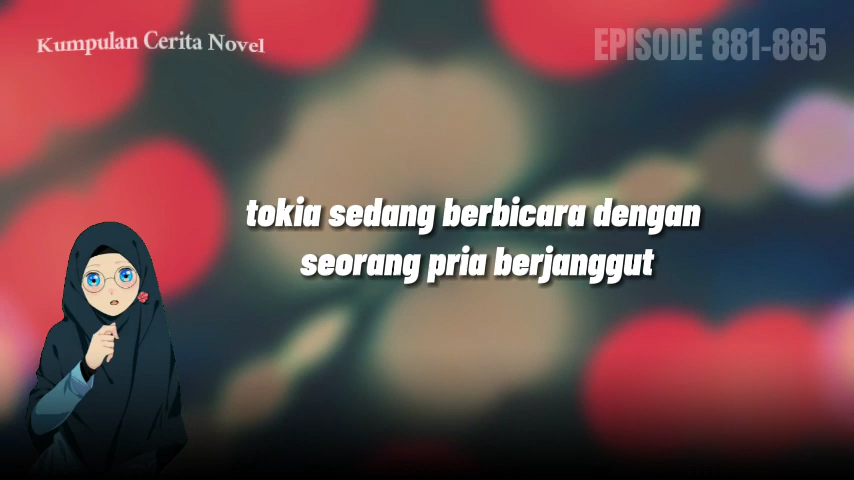 Kumpulan Cerita Novel
EPISODE 881-885
tokia sedang berbicara dengan
seorang pria berjanggut